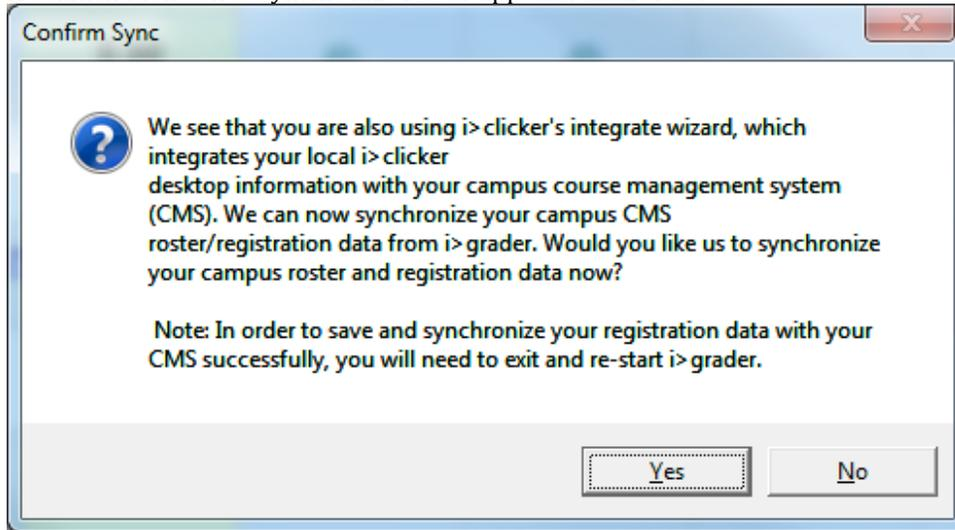 Confirm Sync
We see that you are also using i>clicker's integrate wizard, which
integrates your local i>clicker
desktop information with your campus course management system
(CMS). We can now synchronize your campus CMS
roster/registration data from i>grader. Would you like us to synchronize
your campus roster and registration data now?
Note: In order to save and synchronize your registration data with your
CMS successfully, you will need to exit and re-start i>grader.
Yes No